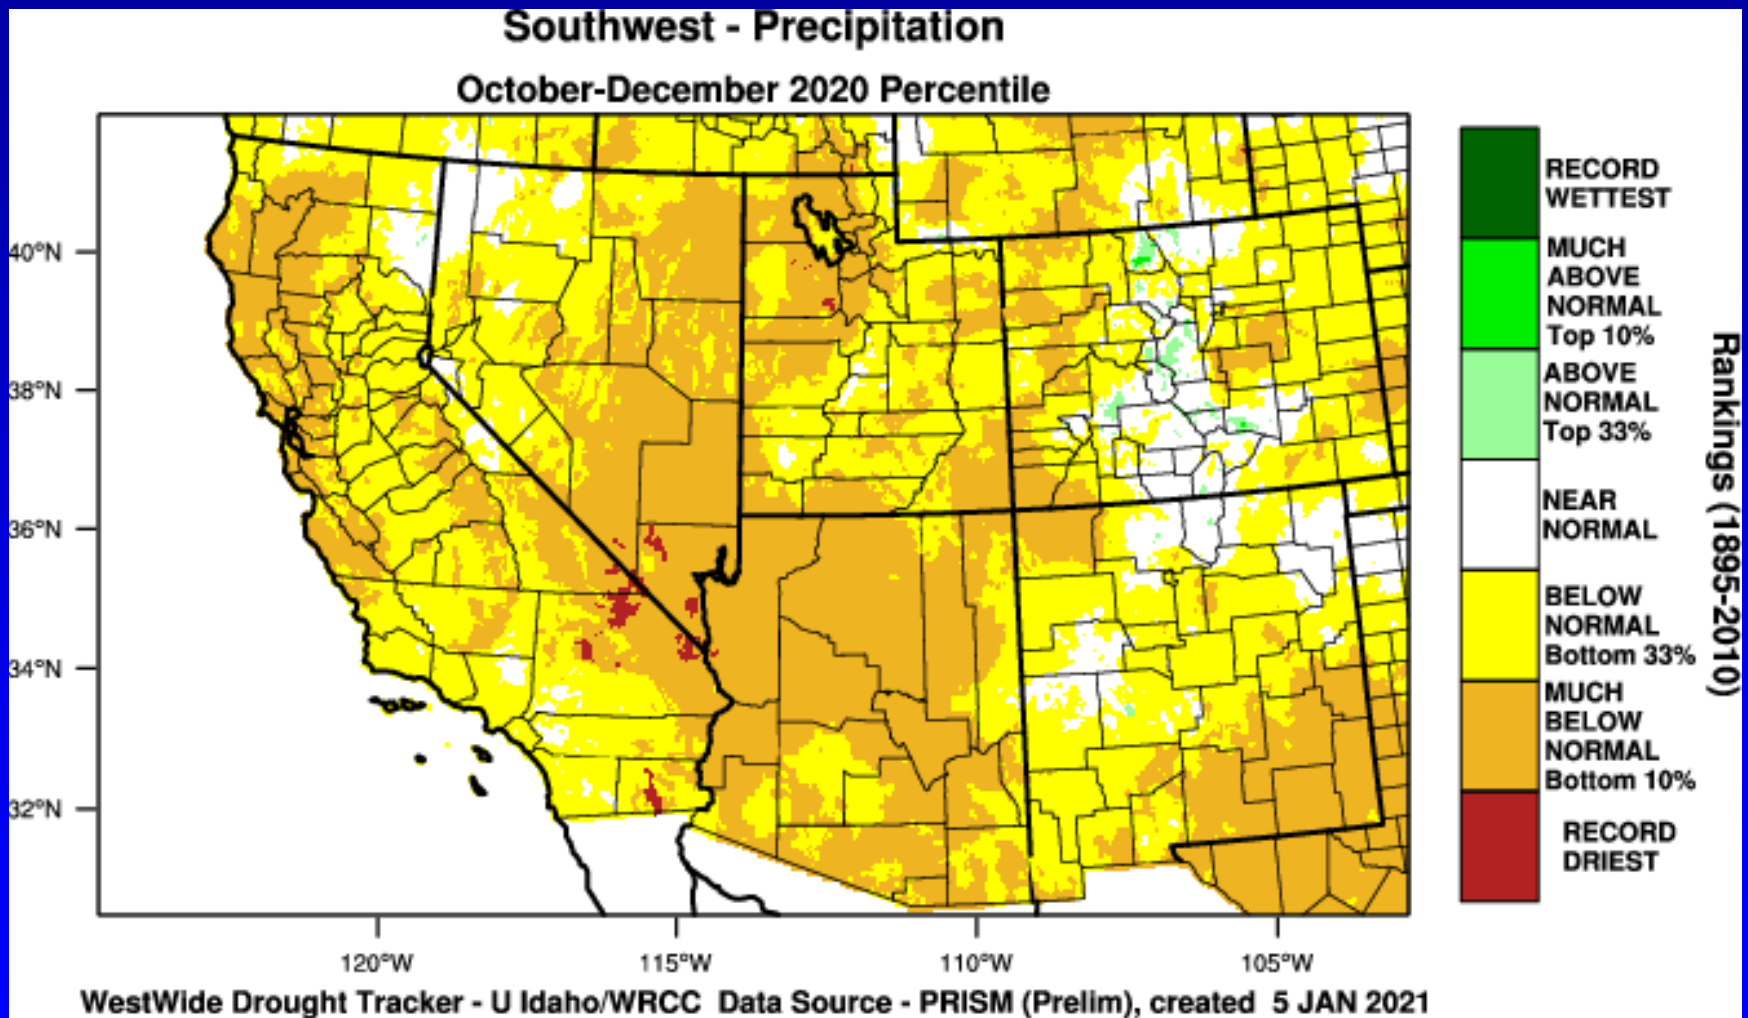 Southwest - Precipitation
October-December 2020 Percentile
40°N
38°N
36°N
34°N
32°N
120°W
115°W
110°W
105°W
RECORD
WETTEST
MUCH
ABOVE
NORMAL
Top 10%
ABOVE
NORMAL
Top 33%
NEAR
NORMAL
BELOW
NORMAL
Bottom 33%
MUCH
BELOW
NORMAL
Bottom 10%
RECORD
DRIEST
Rankings (1895-2010)
WestWide Drought Tracker - U Idaho/WRCC Data Source - PRISM (Prelim), created 5 JAN 2021